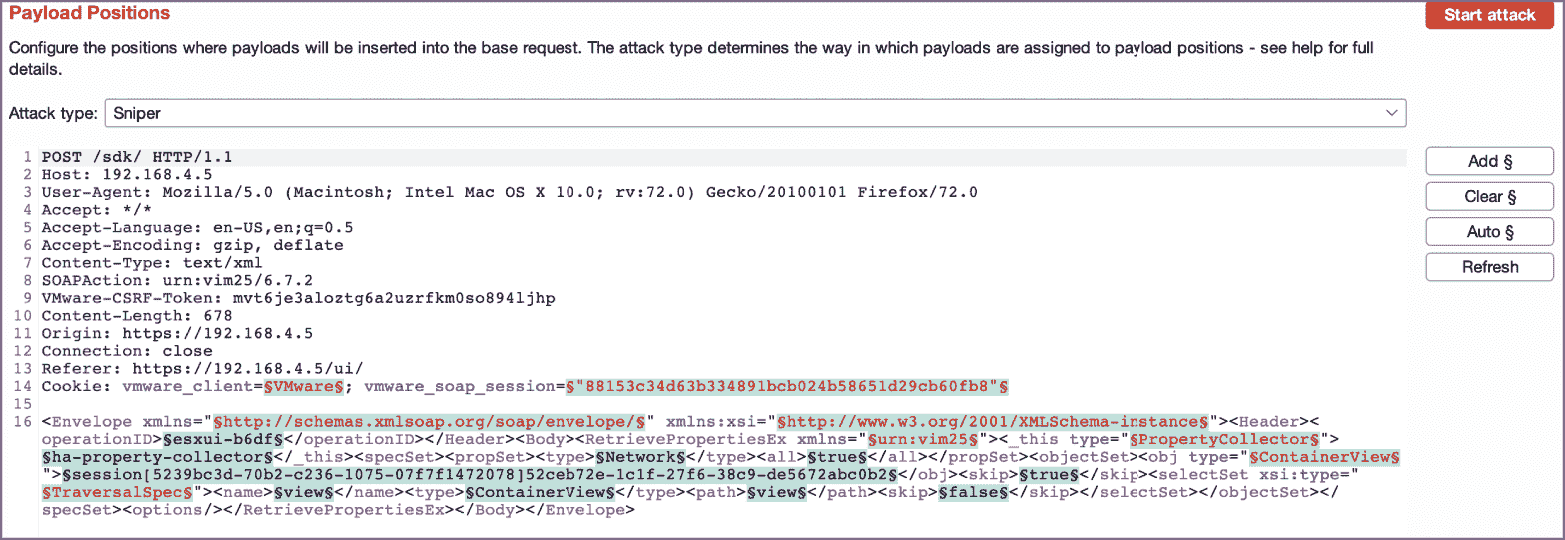 Payload Positions
Start attack
Configure the positions where payloads will be inserted into the base request. The attack type determines the way in which payloads are assigned to payload positions - see help for full
details.
Attack type: Sniper
Add §
Clear §
Auto §
Refresh
1 POST /sdk/ HTTP/1.1
2 Host: 192.168.4.5
3 User-Agent: Mozilla/5.0 (Macintosh; Intel Mac OS X 10.0; rv:72.0) Gecko/20100101 Firefox/72.0
4 Accept: */*
5 Accept-Language: en-US,en;q=0.5
6 Accept-Encoding: gzip, deflate
7 Content-Type: text/xml
8 SOAPAction: urn:vim25/6.7.2
9 VMware-CSRF-Token: mvt6je3aloztg6a2uzrfkm0so894ljhp
10 Content-Length: 678
11 Origin: https://192.168.4.5
12 Connection: close
13 Referer: https://192.168.4.5/ui/
14 Cookie: vmware_client=§VMware§; vmware_soap_session=§"88153c34d63b334891bcb024b58651d29cb60fb8"§
15
16 <Envelope xmlns="§http://schemas.xmlsoap.org/soap/envelope/§" xmlns:xsi="§http://www.w3.org/2001/XMLSchema-instance§"><Header><
operationID>§esxui-b6df§</operationID></Header><Body><RetrievePropertiesEx xmlns="§urn:vim25§"><_this type="§PropertyCollector§">
§ha-property-collector§</_this><specSet><propSet><type>§Network§</type><all>§true§</all></propSet><objectSet><obj type="§ContainerView§
">§session[5239bc3d-70b2-c236-1075-07f7f1472078]52ceb72e-1c1f-27f6-38c9-de5672abc0b2§</obj><skip>§true§</skip><selectSet xsi:type="
§TraversalSpec§"><name>§view§</name><type>§ContainerView§</type><path>§view§</path><skip>§false§</skip></selectSet></objectSet></
specSet><options/></RetrievePropertiesEx></Body></Envelope>